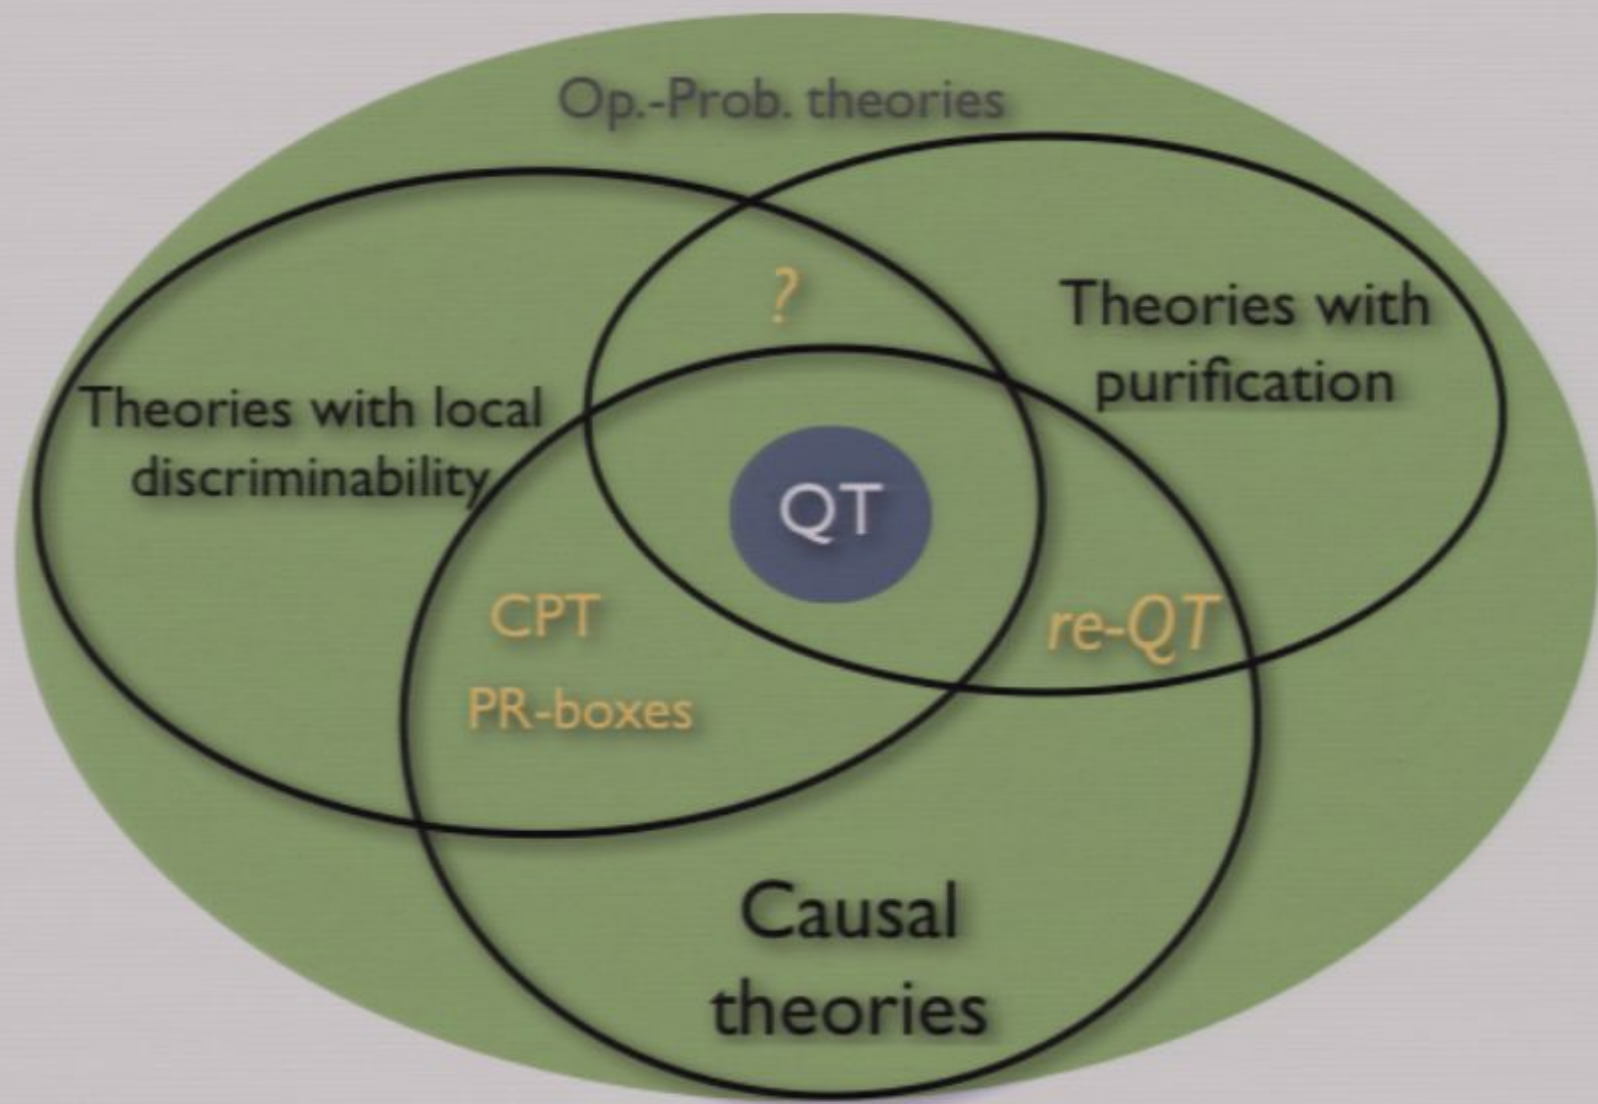 Op.-Prob. theories
?
Theories with
purification
Theories with local
discriminability
QT
CPT
re-QT
PR-boxes
Causal
theories